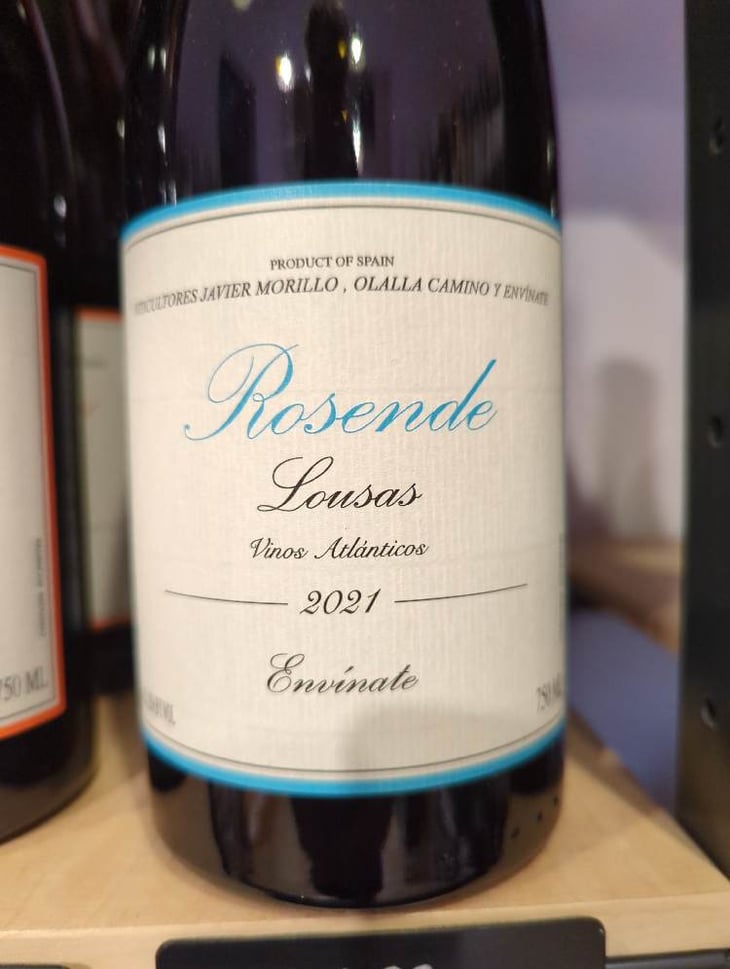 PRODUCT OF SPAIN
VITICULTORES JAVIER MORILLO , OLALLA CAMINO Y ENVÍNATE
Rosende
Lousas
Vinos Atlánticos
2021
Envínate
750 ML
750 ML